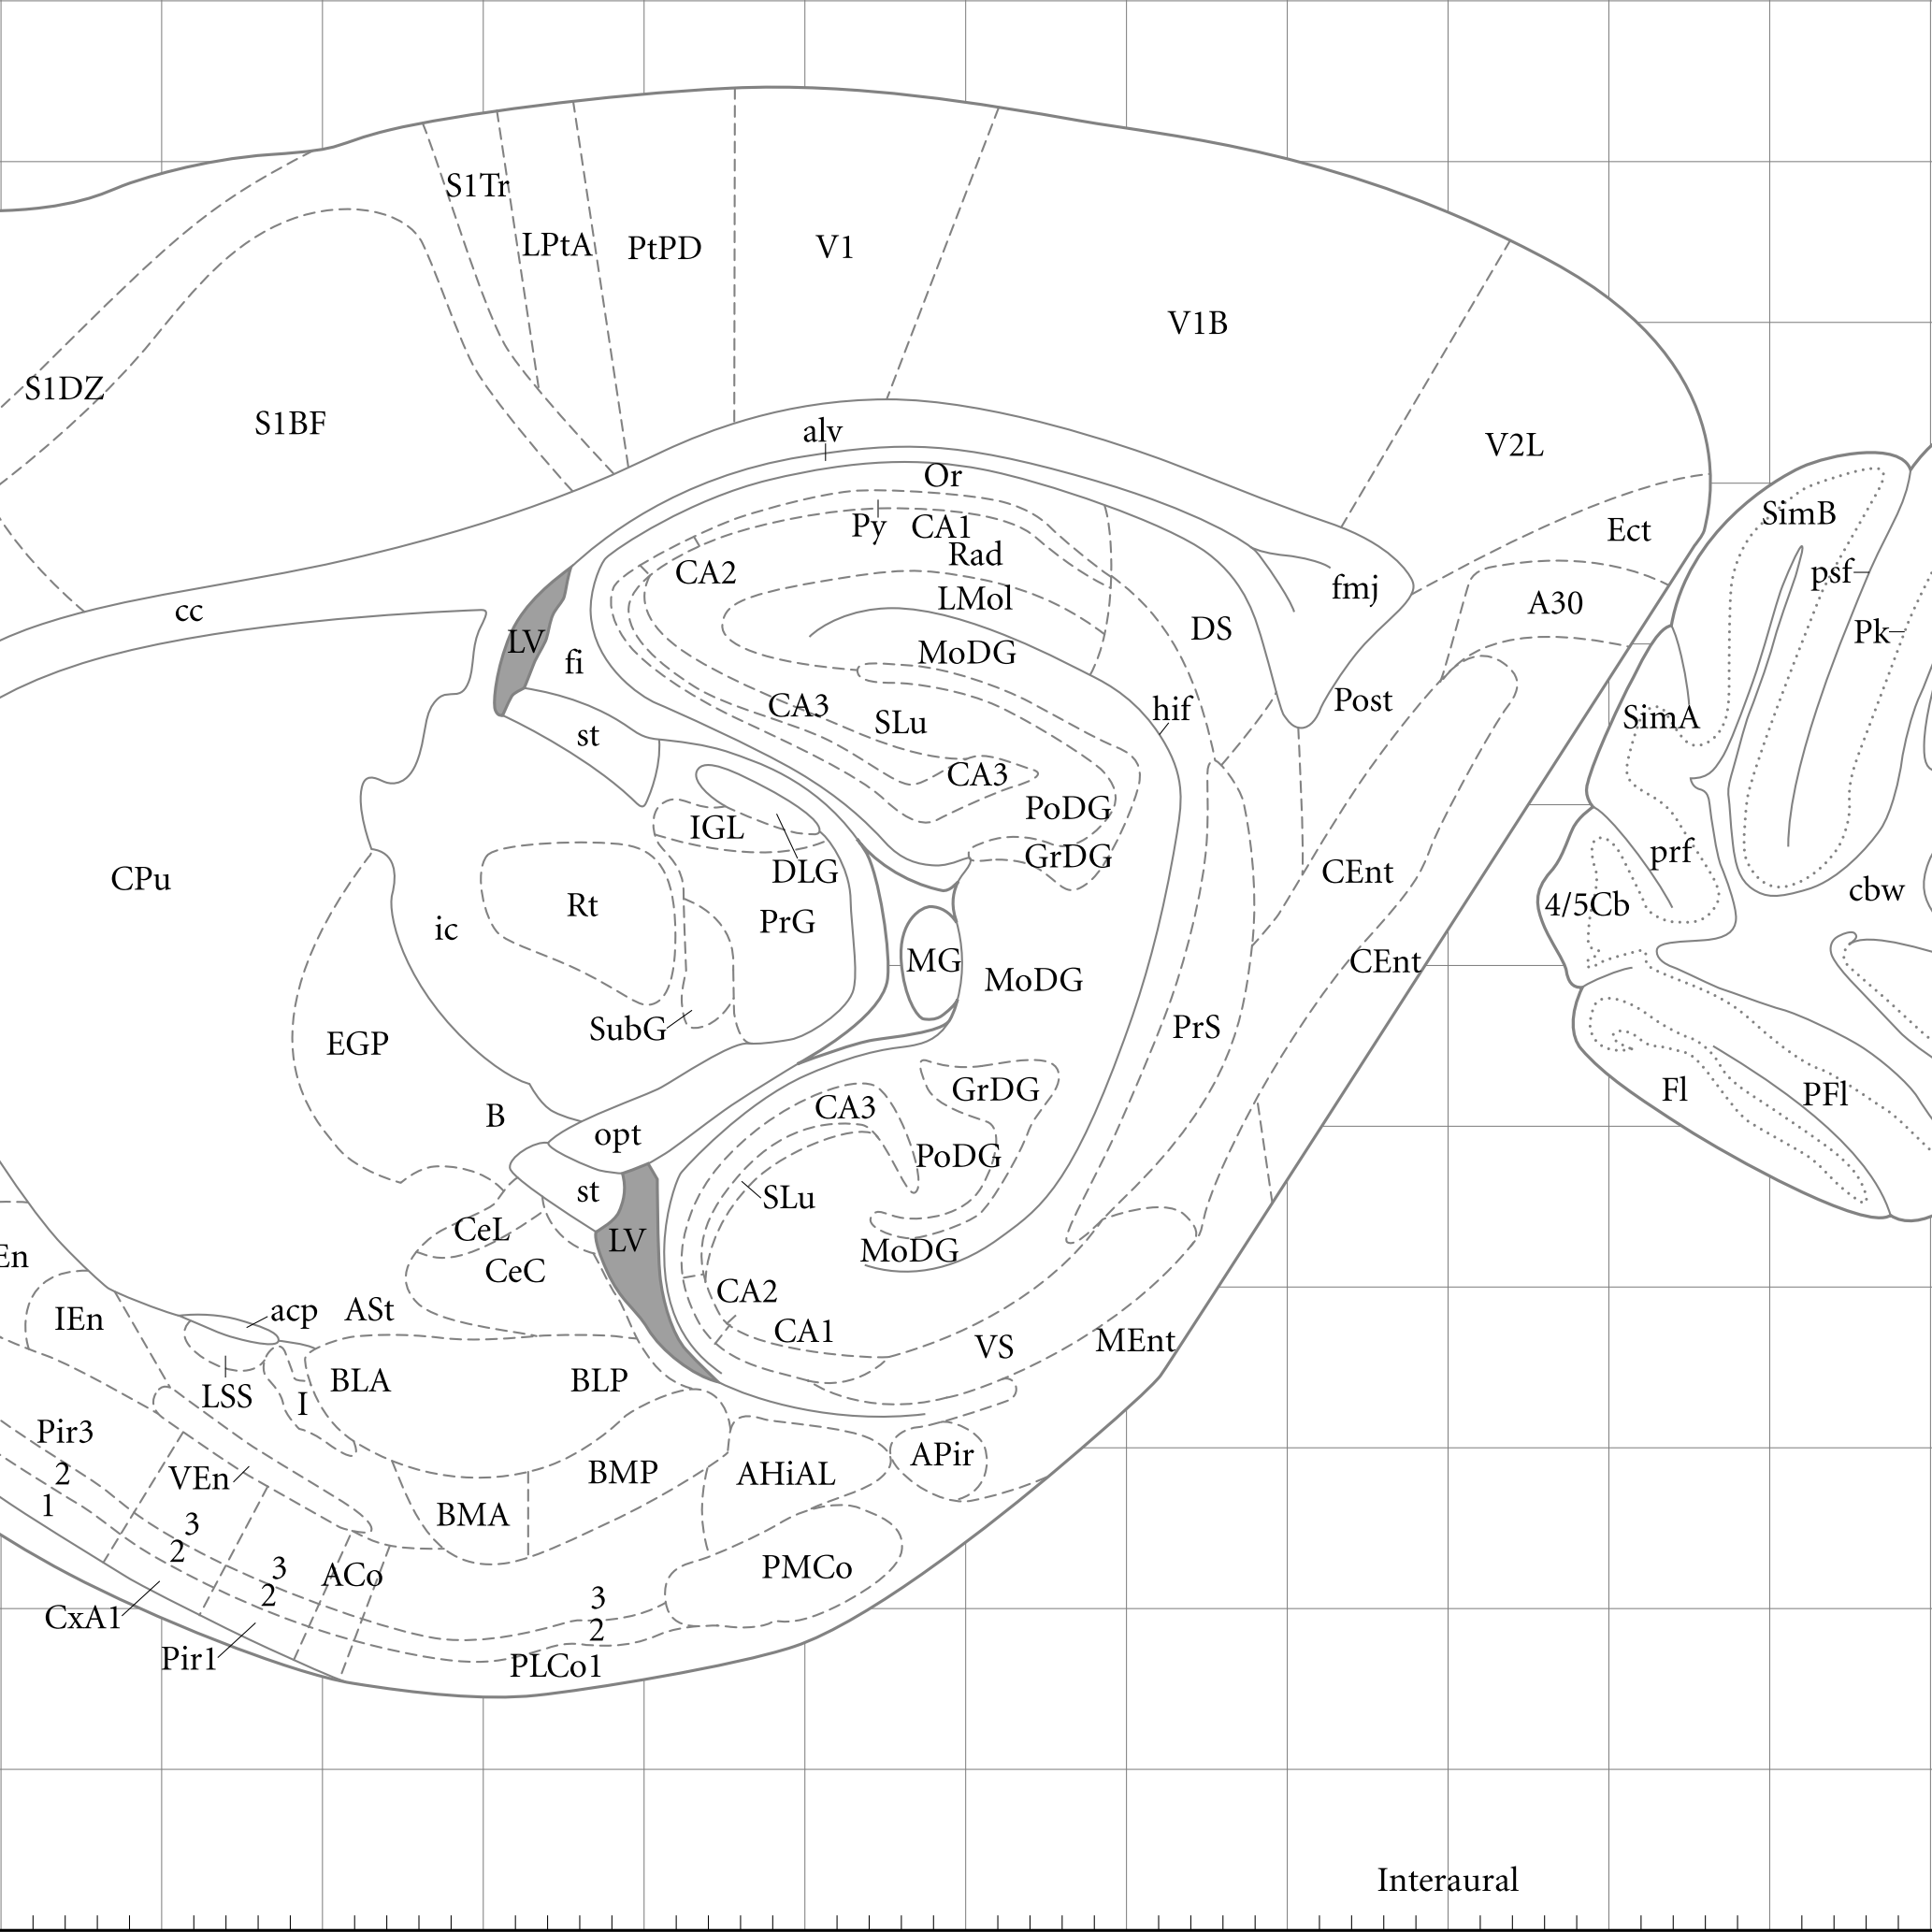 S1Tr
LPtA
PtPD
V1
V1B
S1DZ
S1BF
alv
V2L
Or
Py
CA1
Rad
SimB
Ect
CA2
LMol
fmj
psf
A30
cc
DS
Pk
LV
fi
MoDG
hif
Post
CA3
SLu
SimA
st
CA3
PoDG
IGL
DLG
GrDG
prf
CPu
CEnt
cbw
Rt
PrG
4/5Cb
ic
MG
CEnt
MoDG
SubG
PrS
EGP
GrDG
Fl
PFl
B
CA3
opt
PoDG
st
SLu
CeL
LV
MoDG
En
CeC
CA2
IEn
acp
ASt
CA1
VS
MEnt
BLA
BLP
LSS
I
Pir3
2
1
VEn
BMP
AHiAL
APir
BMA
3
2
3
2
ACo
PMCo
CxA1
3
2
Pir1
PLCo1
Interaural